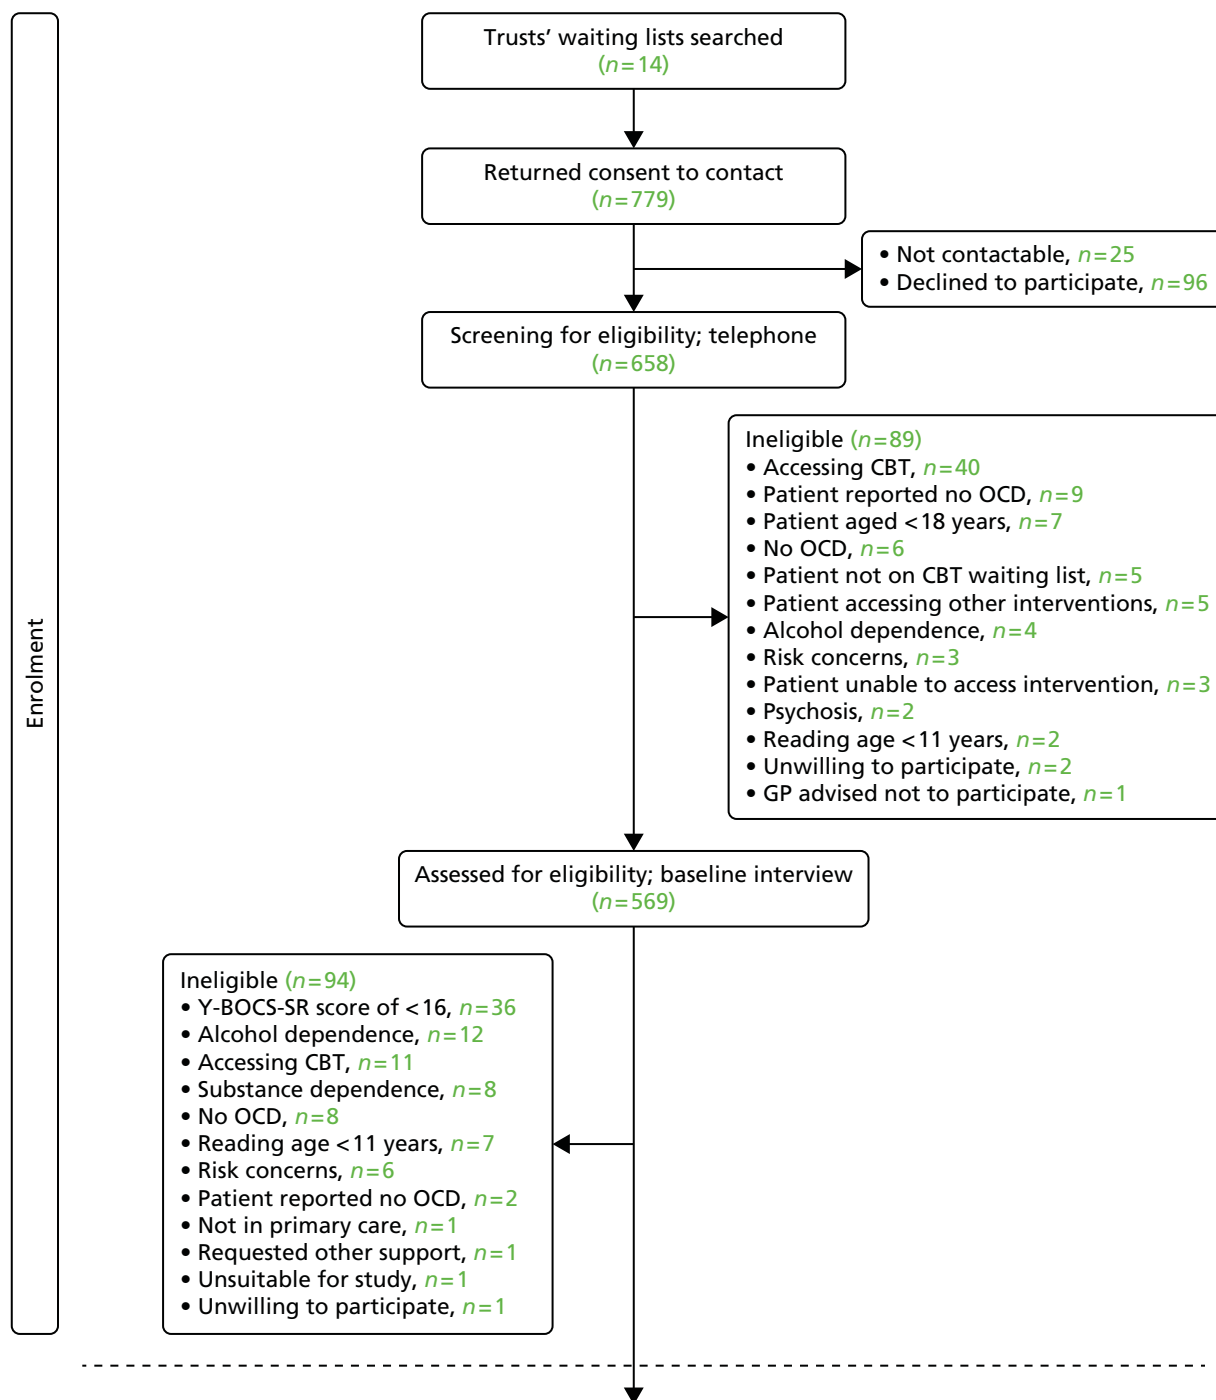 Trusts’ waiting lists searched
(n=14)
Returned consent to contact
(n=779)
• Not contactable, n=25
• Declined to participate, n=96
Screening for eligibility; telephone
(n=658)
Ineligible (n=89)
• Accessing CBT, n=40
• Patient reported no OCD, n=9
• Patient aged <18 years, n=7
• No OCD, n=6
• Patient not on CBT waiting list, n=5
• Patient accessing other interventions, n=5
• Alcohol dependence, n=4
• Risk concerns, n=3
• Patient unable to access intervention, n=3
• Psychosis, n=2
• Reading age <11 years, n=2
• Unwilling to participate, n=2
• GP advised not to participate, n=1
Enrolment
Assessed for eligibility; baseline interview
(n=569)
Ineligible (n=94)
• Y-BOCS-SR score of <16, n=36
• Alcohol dependence, n=12
• Accessing CBT, n=11
• Substance dependence, n=8
• No OCD, n=8
• Reading age <11 years, n=7
• Risk concerns, n=6
• Patient reported no OCD, n=2
• Not in primary care, n=1
• Requested other support, n=1
• Unsuitable for study, n=1
• Unwilling to participate, n=1